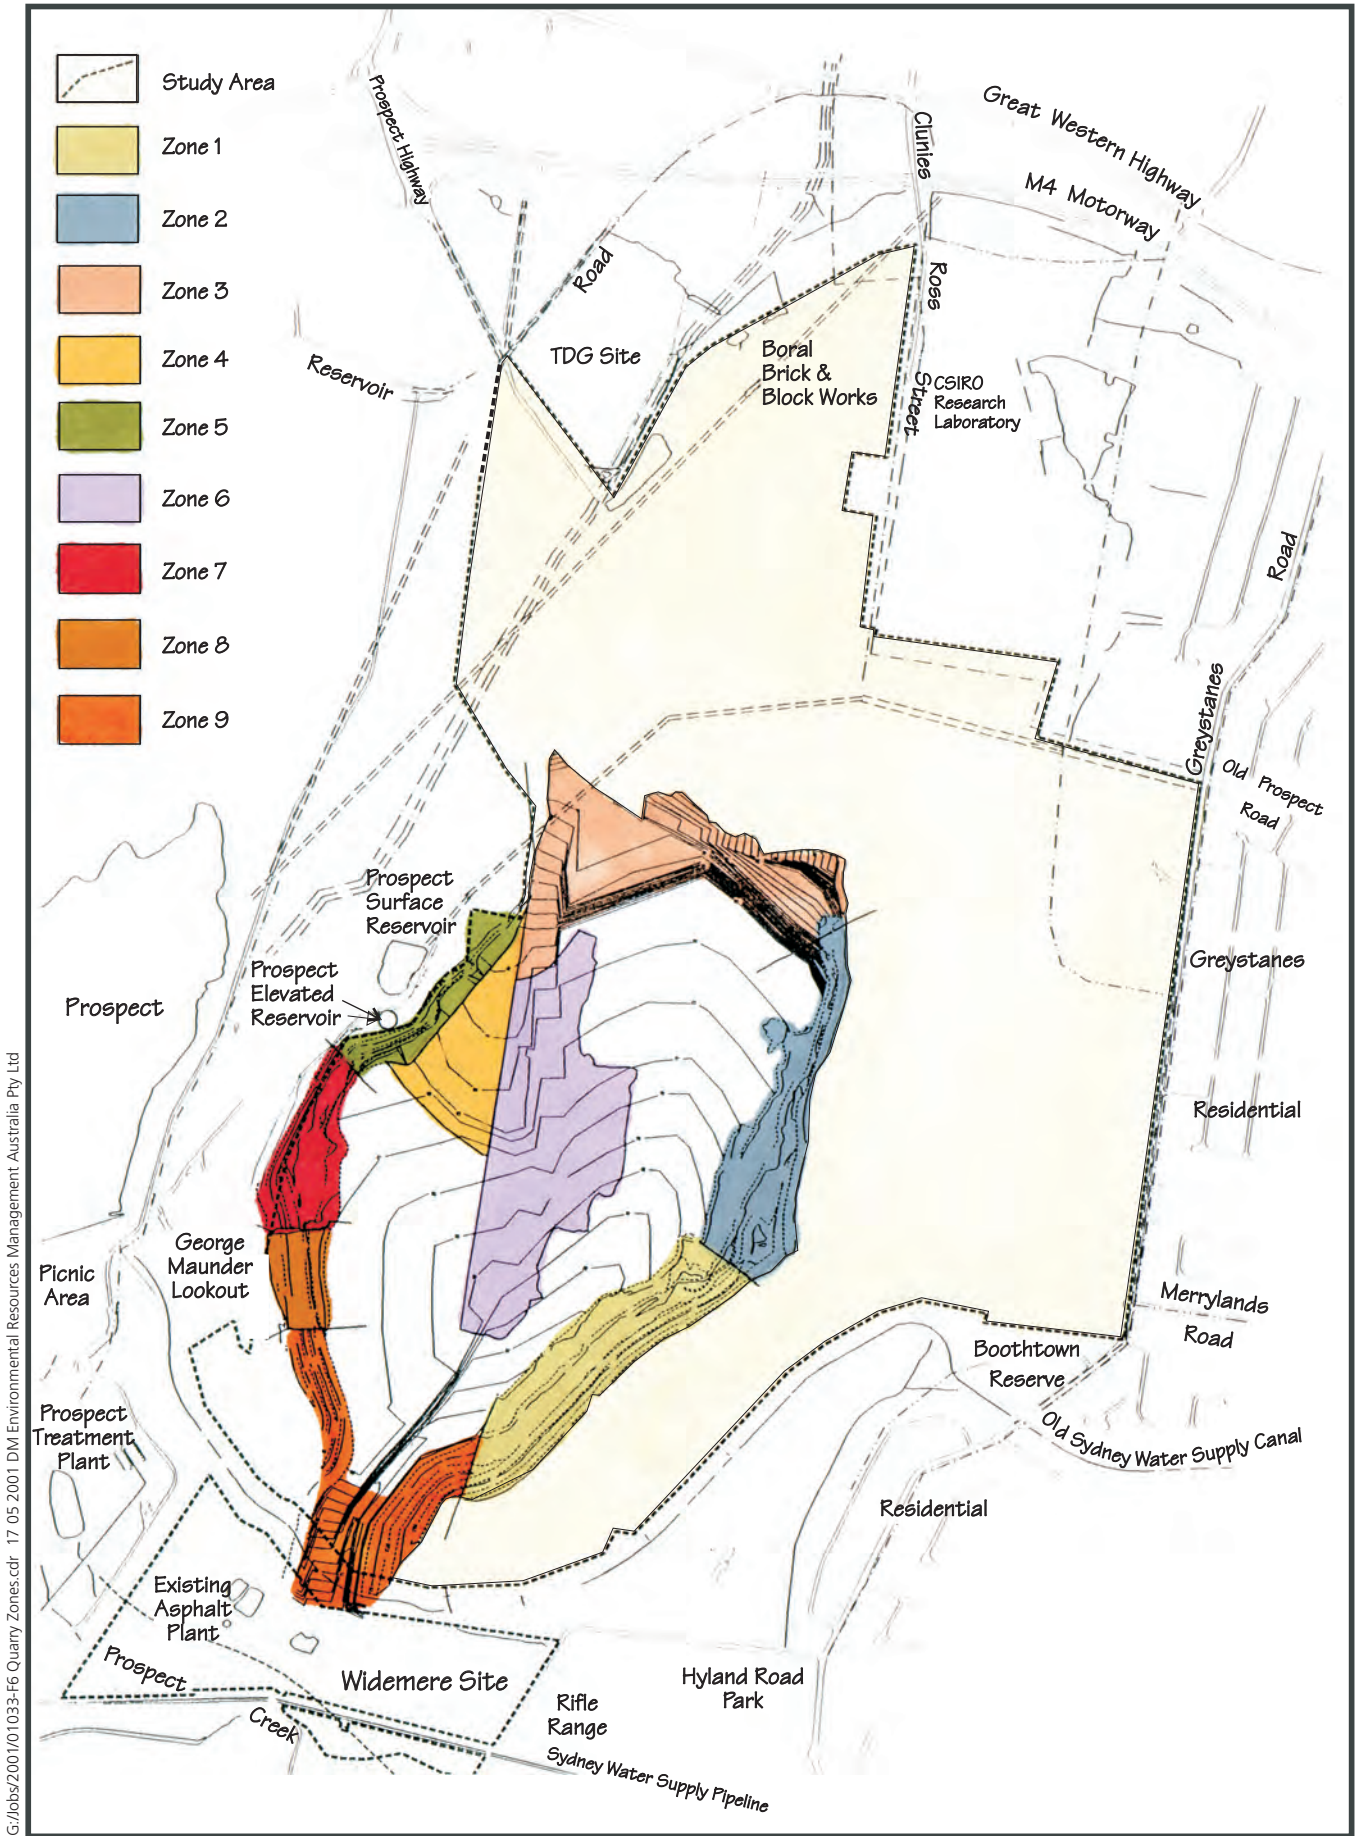 Study Area
Zone 1
Zone 2
Zone 3
Zone 4
Zone 5
Zone 6
Zone 7
Zone 8
Zone 9
Prospect Highway
Road
Reservoir
TDG Site
Clunies
Ross
Street
Great Western Highway
M4 Motorway
Boral
Brick &
Block Works
CSIRO
Research
Laboratory
Road
Greystanes
Old Prospect
Road
Prospect
Surface
Reservoir
Prospect
Elevated
Reservoir
Prospect
Greystanes
Residential
George
Maunder
Lookout
Picnic
Area
Merrylands
Road
Boothtown
Reserve
Old Sydney Water Supply Canal
Prospect
Treatment
Plant
Residential
Existing
Asphalt
Plant
Prospect
Creek
Widemere Site
Rifle
Range
Hyland Road
Park
Sydney Water Supply Pipeline
G:/Jobs/2001/01033-F6 Quarry Zones.cdr 17 05 2001 DM Environmental Resources Management Australia Pty Ltd